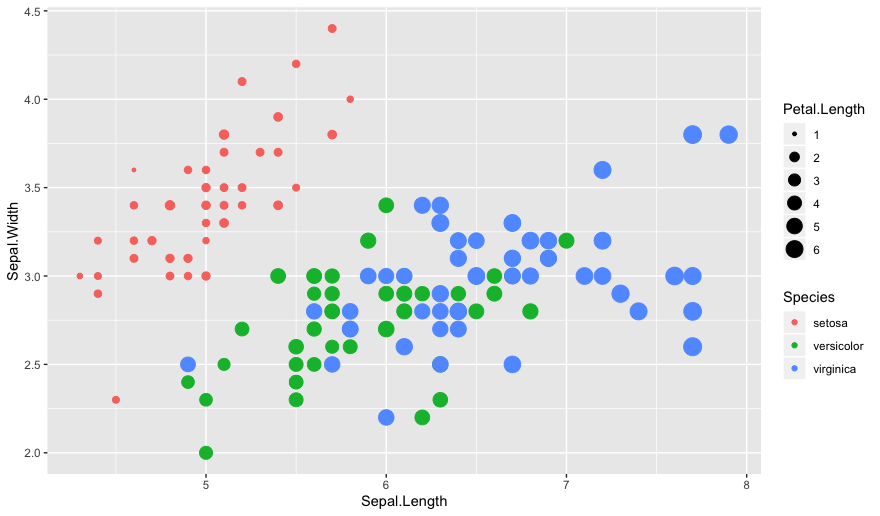 4.5
4.0
3.5
3.0
2.5
2.0
Sepal.Width
5
6
7
8
Sepal.Length
Petal.Length
1
2
3
4
5
6
Species
setosa
versicolor
virginica